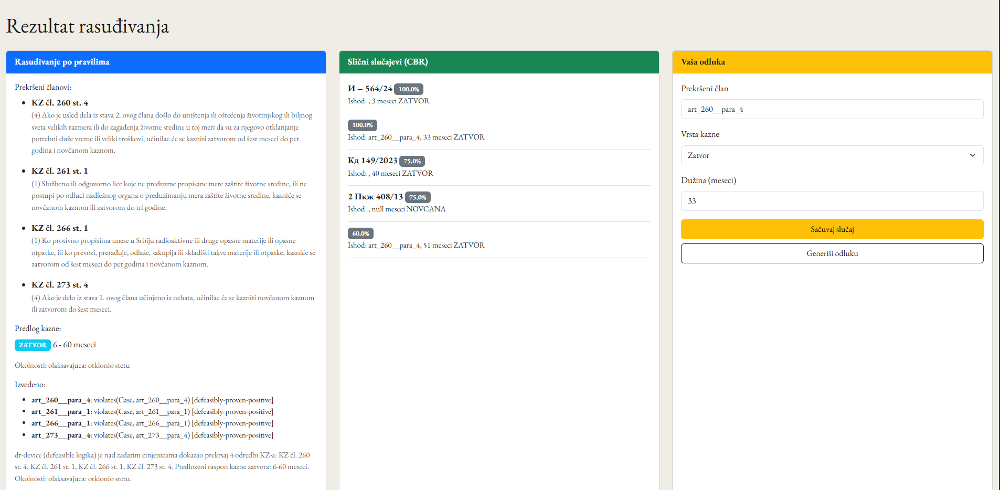 Rezultat rasuđivanja
Rasuđivanje po pravilima
Prekršeni članovi:
KZ čl. 260 st. 4
(4) Ako je usled dela iz stava 2. ovog člana došlo do uništenja ili oštećenja životinjskog ili biljnog
sveta velikih razmera ili do zagađenja životne sredine u toj meri da su za njegovo otklanjanje
potrebni duže vreme ili veliki troškovi, učinilac će se kazniti zatvorom od šest meseci do pet
godina i novčanom kaznom.
KZ čl. 261 st. 1
(1) Službeno ili odgovorno lice koje ne preduzme propisane mere zaštite životne sredine, ili ne
postupi po odluci nadležnog organa o preduzimanju mera zaštite životne sredine, kazniće se
novčanom kaznom ili zatvorom do tri godine.
KZ čl. 266 st. 1
(1) Ko protivno propisima unese u Srbiju radioaktivne ili druge opasne materije ili opasne
otpatke, ili ko prevozi, prerađuje, odlaže, sakuplja ili skladišti takve materije ili otpatke, kazniće se
zatvorom od šest meseci do pet godina i novčanom kaznom.
KZ čl. 273 st. 4
(4) Ako je delo iz stava 1. ovog člana učinjeno iz nehata, učinilac će se kazniti novčanom kaznom
ili zatvorom do šest meseci.
Predlog kazne:
ZATVOR 6 - 60 meseci
Okolnosti: olaksavajuca: otklonio stetu
Izvedeno:
art_260__para_4: violates(Case, art_260__para_4) [defeasibly-proven-positive]
art_261__para_1: violates(Case, art_261__para_1) [defeasibly-proven-positive]
art_266__para_1: violates(Case, art_266__para_1) [defeasibly-proven-positive]
art_273__para_4: violates(Case, art_273__para_4) [defeasibly-proven-positive]
dr-device (defeasible logika) je nad zadatim cinjenicama dokazao prekrsaj 4 odredbi KZ-a: KZ čl. 260
st. 4, KZ čl. 261 st. 1, KZ čl. 266 st. 1, KZ čl. 273 st. 4. Predlozeni raspon kazne zatvora: 6-60 meseci.
Okolnosti: olaksavajuca: otklonio stetu.
Slični slučajevi (CBR)
И – 564/24 100.0%
Ishod: , 3 meseci ZATVOR
100.0%
Ishod: art_260__para_4, 33 meseci ZATVOR
Кд 149/2023 75.0%
Ishod: , 40 meseci ZATVOR
2 Пкж 408/13 75.0%
Ishod: , null meseci NOVCANA
60.0%
Ishod: art_260__para_4, 51 meseci ZATVOR
Vaša odluka
Prekršeni član
art_260__para_4
Vrsta kazne
Zatvor
Dužina (meseci)
33
Sačuvaj slučaj
Generiši odluku